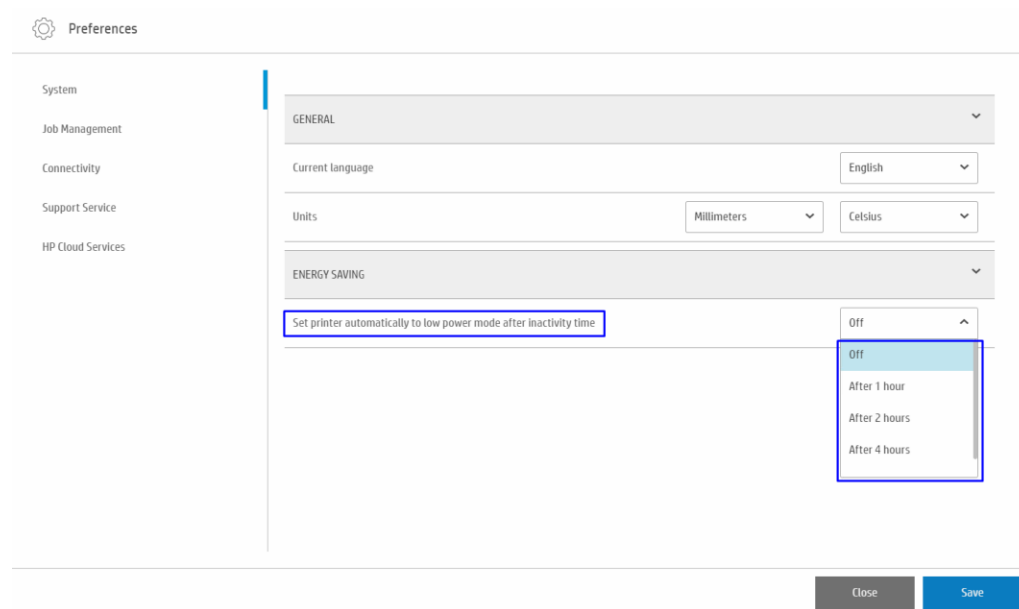 Preferences
System
Job Management
Connectivity
Support Service
HP Cloud Services
GENERAL
Current language English
Units Millimeters Celsius
ENERGY SAVING
Set printer automatically to low power mode after inactivity time Off
Off
After 1 hour
After 2 hours
After 4 hours
Close Save